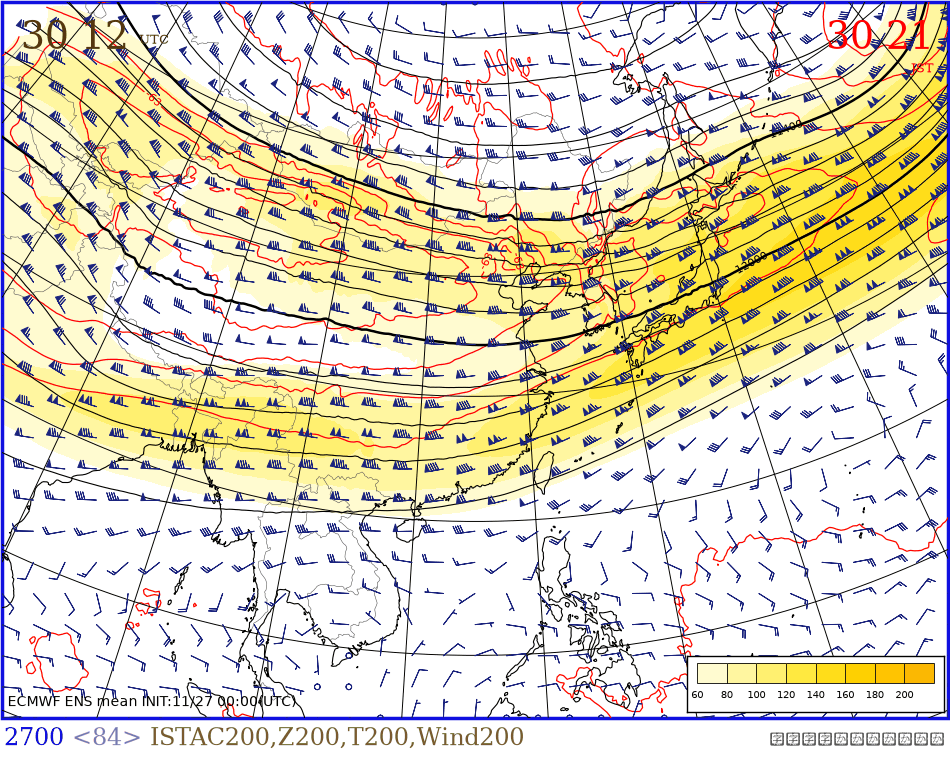 30 12 UTC
30 21 JST
12000
60 80 100 120 140 160 180 200
ECMWF ENS mean INIT:11/27 00:00(UTC)
2700 <84> ISTAC200,Z200,T200,Wind200